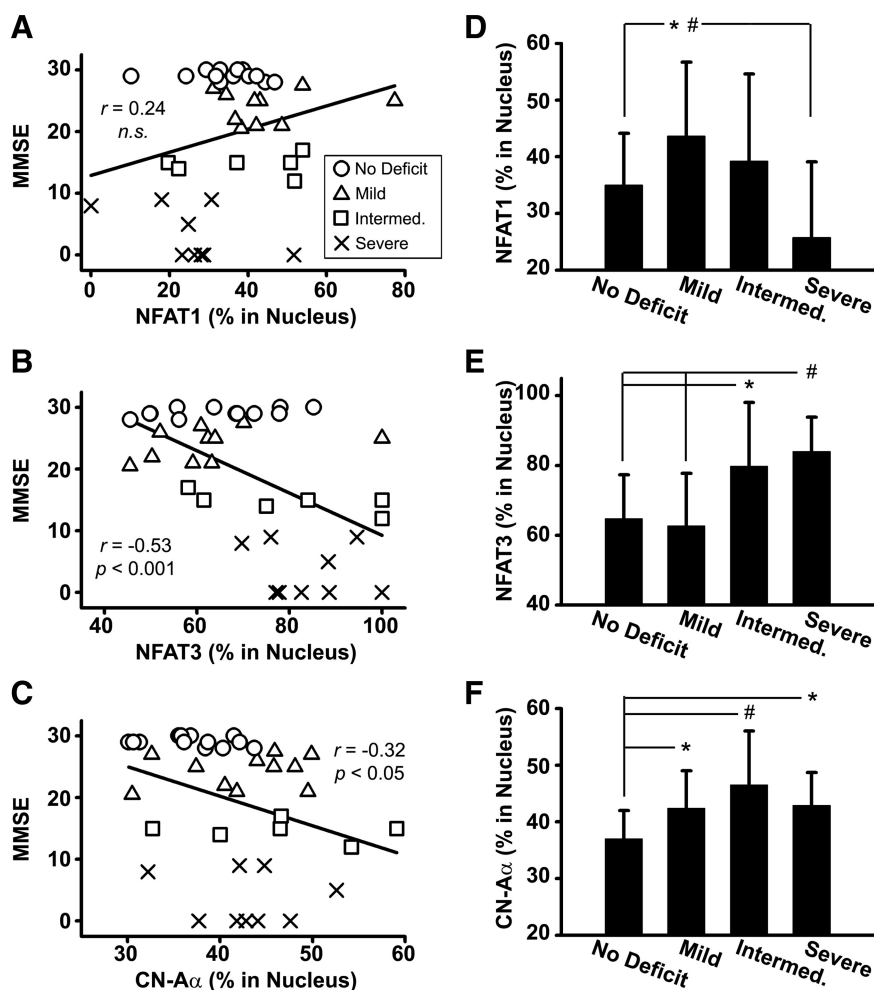 A
MMSE
30
20
10
0
r = 0.24
n.s.
No Deficit
Mild
Intermed.
Severe
0
20
40
60
80
NFAT1 (% in Nucleus)
B
MMSE
30
20
10
0
r = -0.53
p < 0.001
40
60
80
100
NFAT3 (% in Nucleus)
C
MMSE
30
20
10
0
r = -0.32
p < 0.05
30
40
50
60
CN-Aα (% in Nucleus)
D
NFAT1 (% in Nucleus)
60
50
40
30
20
* #
No Deficit
Mild
Intermed.
Severe
E
NFAT3 (% in Nucleus)
100
80
60
40
#
*
No Deficit
Mild
Intermed.
Severe
F
CN-Aα (% in Nucleus)
60
50
40
30
20
*
#
*
No Deficit
Mild
Intermed.
Severe